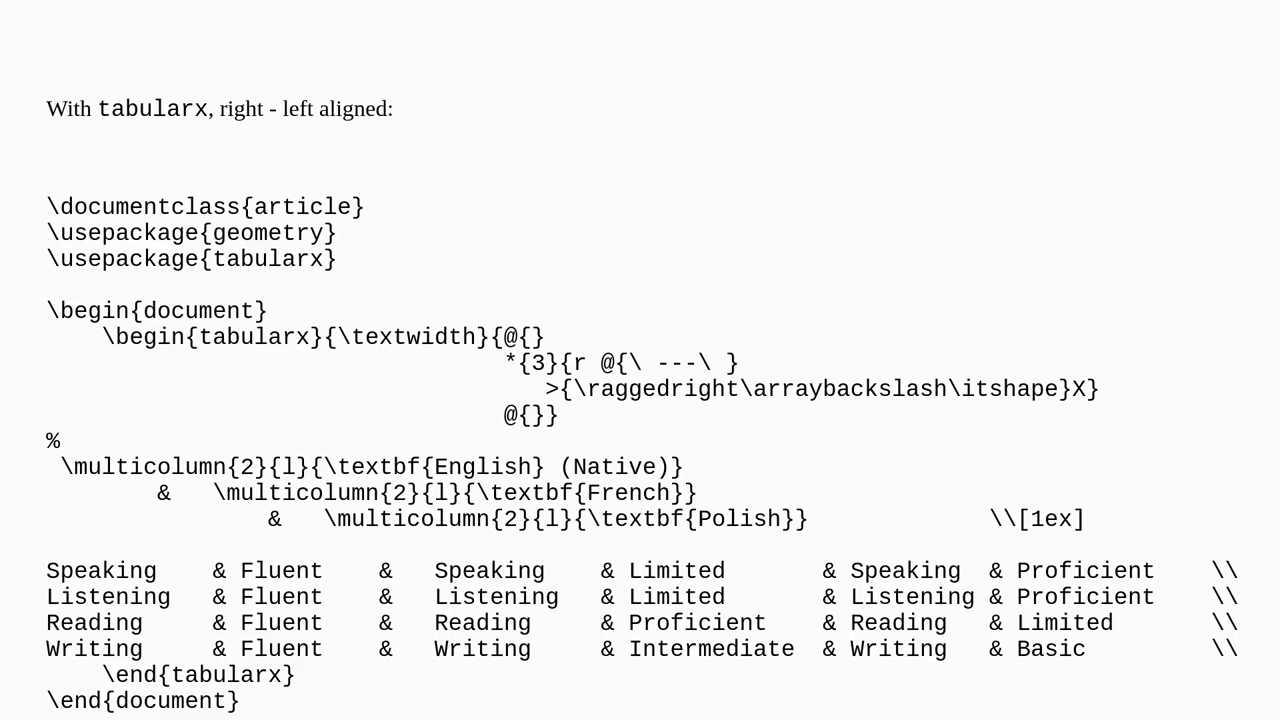 With tabularx, right - left aligned:
\documentclass{article}
\usepackage{geometry}
\usepackage{tabularx}
\begin{document}
    \begin{tabularx}{\textwidth}{@{}
                                 *{3}{r @{\ ---\ }
                                    >{\raggedright\arraybackslash\itshape}X}
                                 @{}}
%
 \multicolumn{2}{l}{\textbf{English} (Native)}
        &   \multicolumn{2}{l}{\textbf{French}}
                &   \multicolumn{2}{l}{\textbf{Polish}}             \\[1ex]
Speaking    & Fluent    &   Speaking    & Limited       & Speaking  & Proficient    \\
Listening   & Fluent    &   Listening   & Limited       & Listening & Proficient    \\
Reading     & Fluent    &   Reading     & Proficient    & Reading   & Limited       \\
Writing     & Fluent    &   Writing     & Intermediate  & Writing   & Basic         \\
    \end{tabularx}
\end{document}